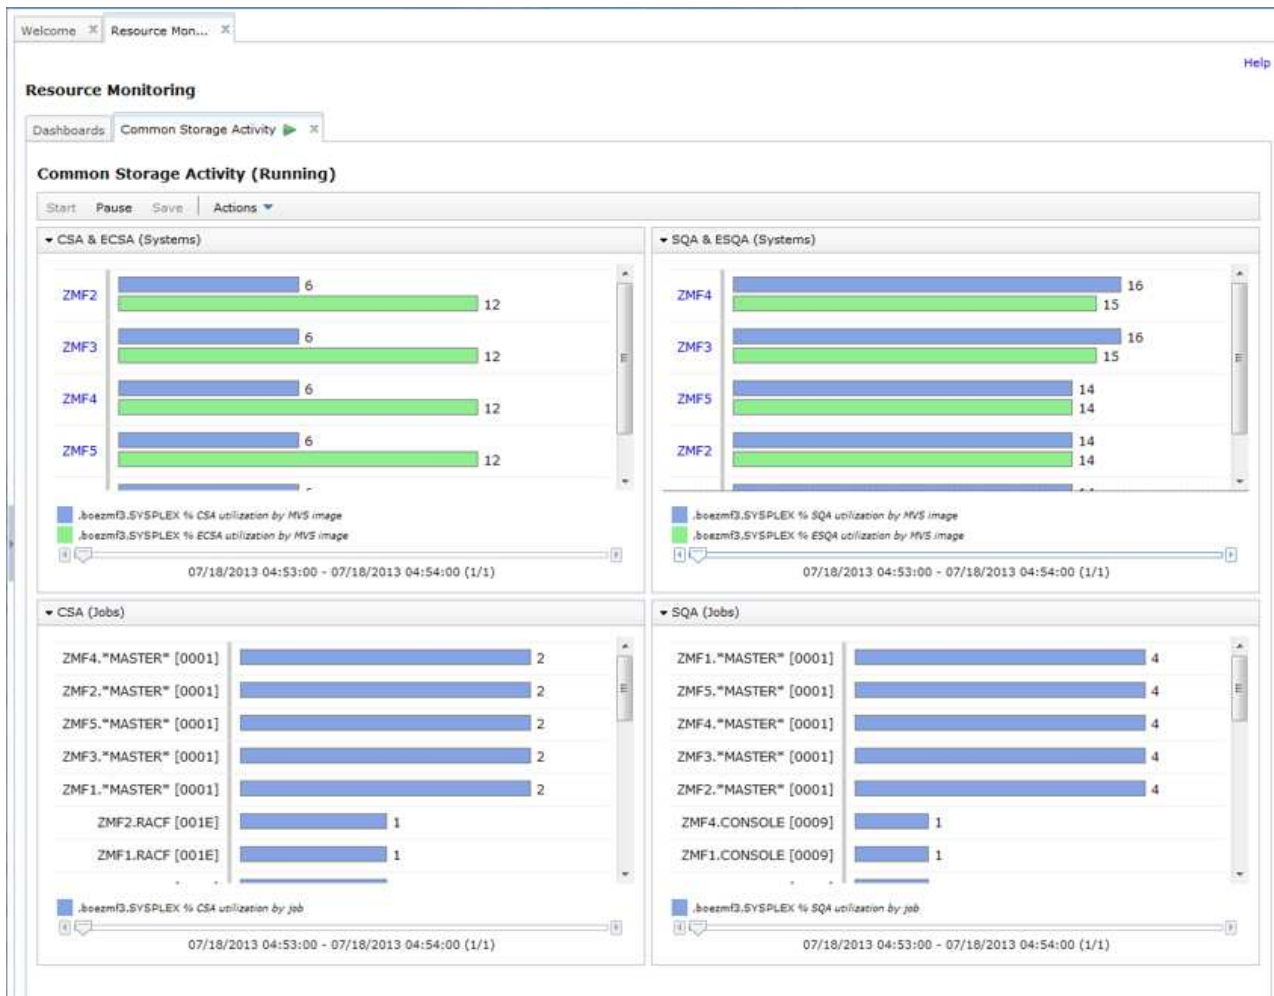 Welcome
Resource Mon...
Help
Resource Monitoring
Dashboards
Common Storage Activity
Common Storage Activity (Running)
Start Pause Save Actions
CSA & ECSA (Systems)
ZMF2 6
12
ZMF3 6
12
ZMF4 6
12
ZMF5 6
12
.boezmf3.SYSPLEX % CSA utilization by MVS image
.boezmf3.SYSPLEX % ECSA utilization by MVS image
07/18/2013 04:53:00 - 07/18/2013 04:54:00 (1/1)
SQA & ESQA (Systems)
ZMF4 16
15
ZMF3 16
15
ZMF5 14
14
ZMF2 14
14
.boezmf3.SYSPLEX % SQA utilization by MVS image
.boezmf3.SYSPLEX % ESQA utilization by MVS image
07/18/2013 04:53:00 - 07/18/2013 04:54:00 (1/1)
CSA (Jobs)
ZMF4.*MASTER* [0001] 2
ZMF2.*MASTER* [0001] 2
ZMF5.*MASTER* [0001] 2
ZMF3.*MASTER* [0001] 2
ZMF1.*MASTER* [0001] 2
ZMF2.RACF [001E] 1
ZMF1.RACF [001E] 1
.boezmf3.SYSPLEX % CSA utilization by job
07/18/2013 04:53:00 - 07/18/2013 04:54:00 (1/1)
SQA (Jobs)
ZMF1.*MASTER* [0001] 4
ZMF5.*MASTER* [0001] 4
ZMF4.*MASTER* [0001] 4
ZMF3.*MASTER* [0001] 4
ZMF2.*MASTER* [0001] 4
ZMF4.CONSOLE [0009] 1
ZMF1.CONSOLE [0009] 1
.boezmf3.SYSPLEX % SQA utilization by job
07/18/2013 04:53:00 - 07/18/2013 04:54:00 (1/1)